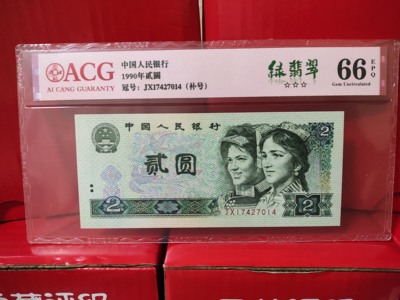 ACG
AI CANG GUARANTY
中国人民银行
1990年贰圆
冠号：JX17427014（补号）
绿翡翠
☆☆☆
66
EPQ
Gem Uncirculated
中国人民银行
2
贰圆
JX17427014
2
2